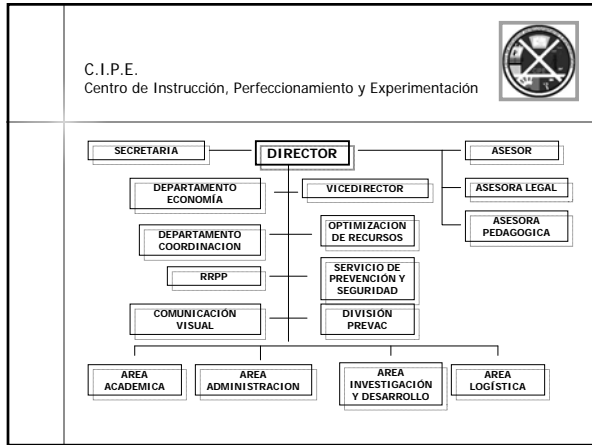 C.I.P.E.
Centro de Instrucción, Perfeccionamiento y Experimentación
SECRETARIA
DIRECTOR
ASESOR
DEPARTAMENTO
ECONOMÍA
VICEDIRECTOR
ASESORA LEGAL
DEPARTAMENTO
COORDINACION
OPTIMIZACION
DE RECURSOS
ASESORA
PEDAGOGICA
RRPP
SERVICIO DE
PREVENCIÓN Y
SEGURIDAD
COMUNICACIÓN
VISUAL
DIVISIÓN
PREVAC
AREA
ACADEMICA
AREA
ADMINISTRACION
AREA
INVESTIGACIÓN
Y DESARROLLO
AREA
LOGÍSTICA